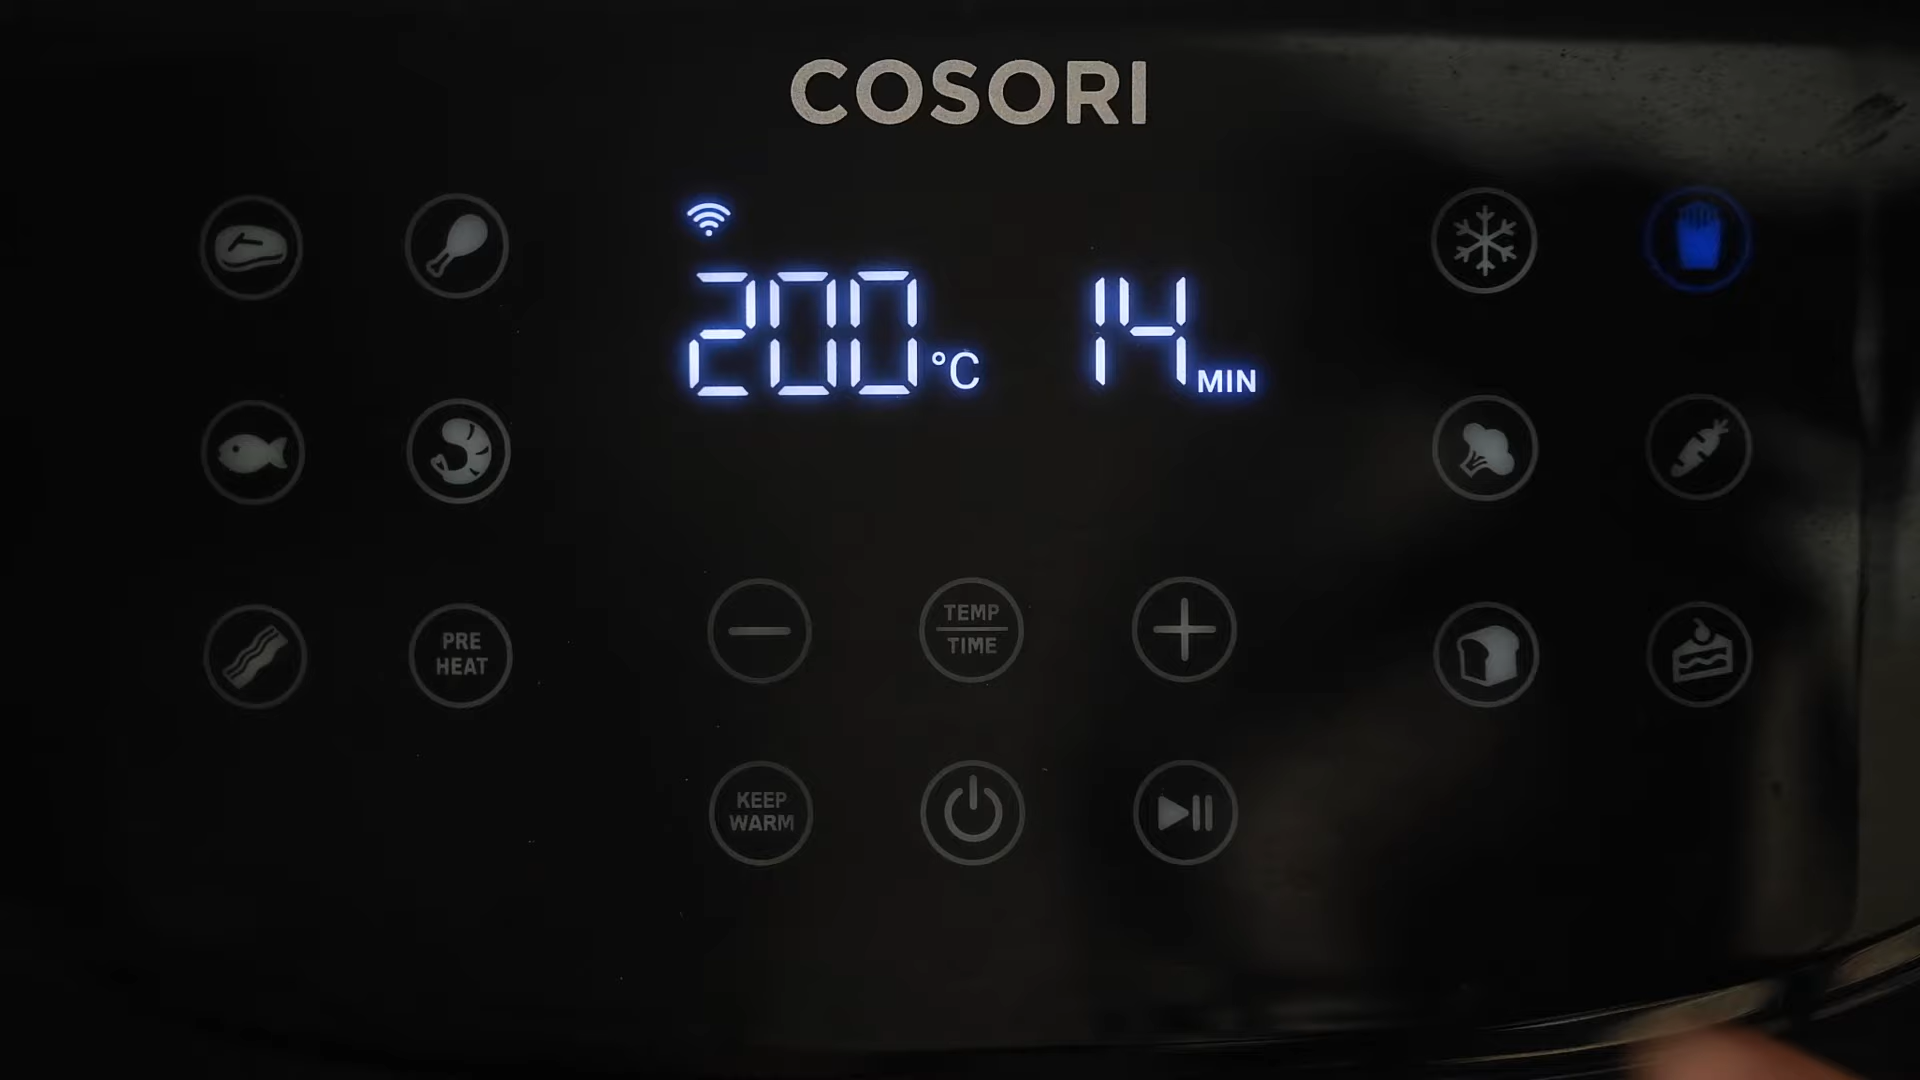 COSORI
200°C 14 MIN
PRE
HEAT
TEMP
TIME
KEEP
WARM